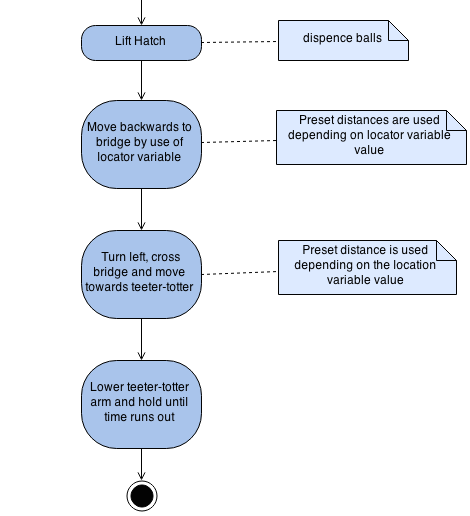 Lift Hatch
dispence balls
Move backwards to
bridge by use of
locator variable
Preset distances are used
depending on locator variable
value
Turn left, cross
bridge and move
towards teeter-totter
Preset distance is used
depending on the location
variable value
Lower teeter-totter
arm and hold until
time runs out